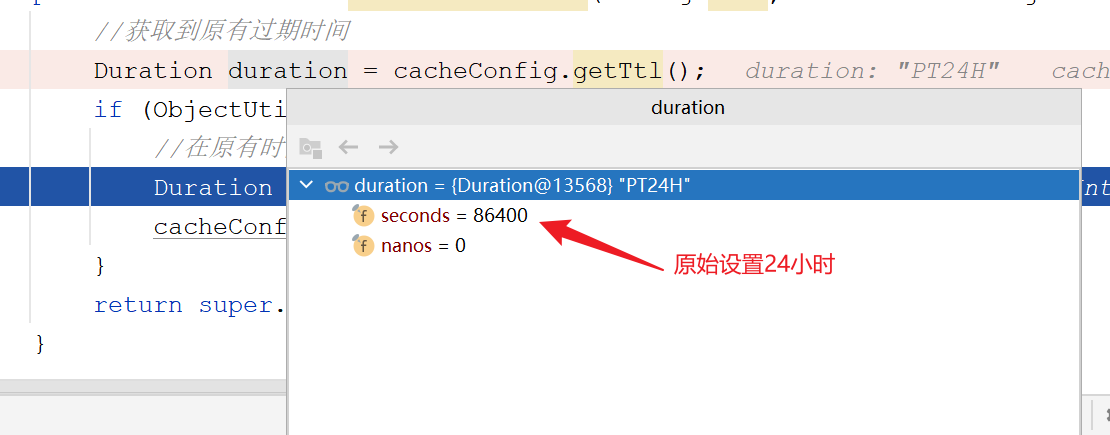 //获取到原有过期时间
Duration duration = cacheConfig.getTtl(); duration: "PT24H" cach
if (ObjectUti
duration
//在原有时
duration = {Duration@13568} "PT24H"
Duration
seconds = 86400
cacheConf
nanos = 0
原始设置24小时
}
return super.
}